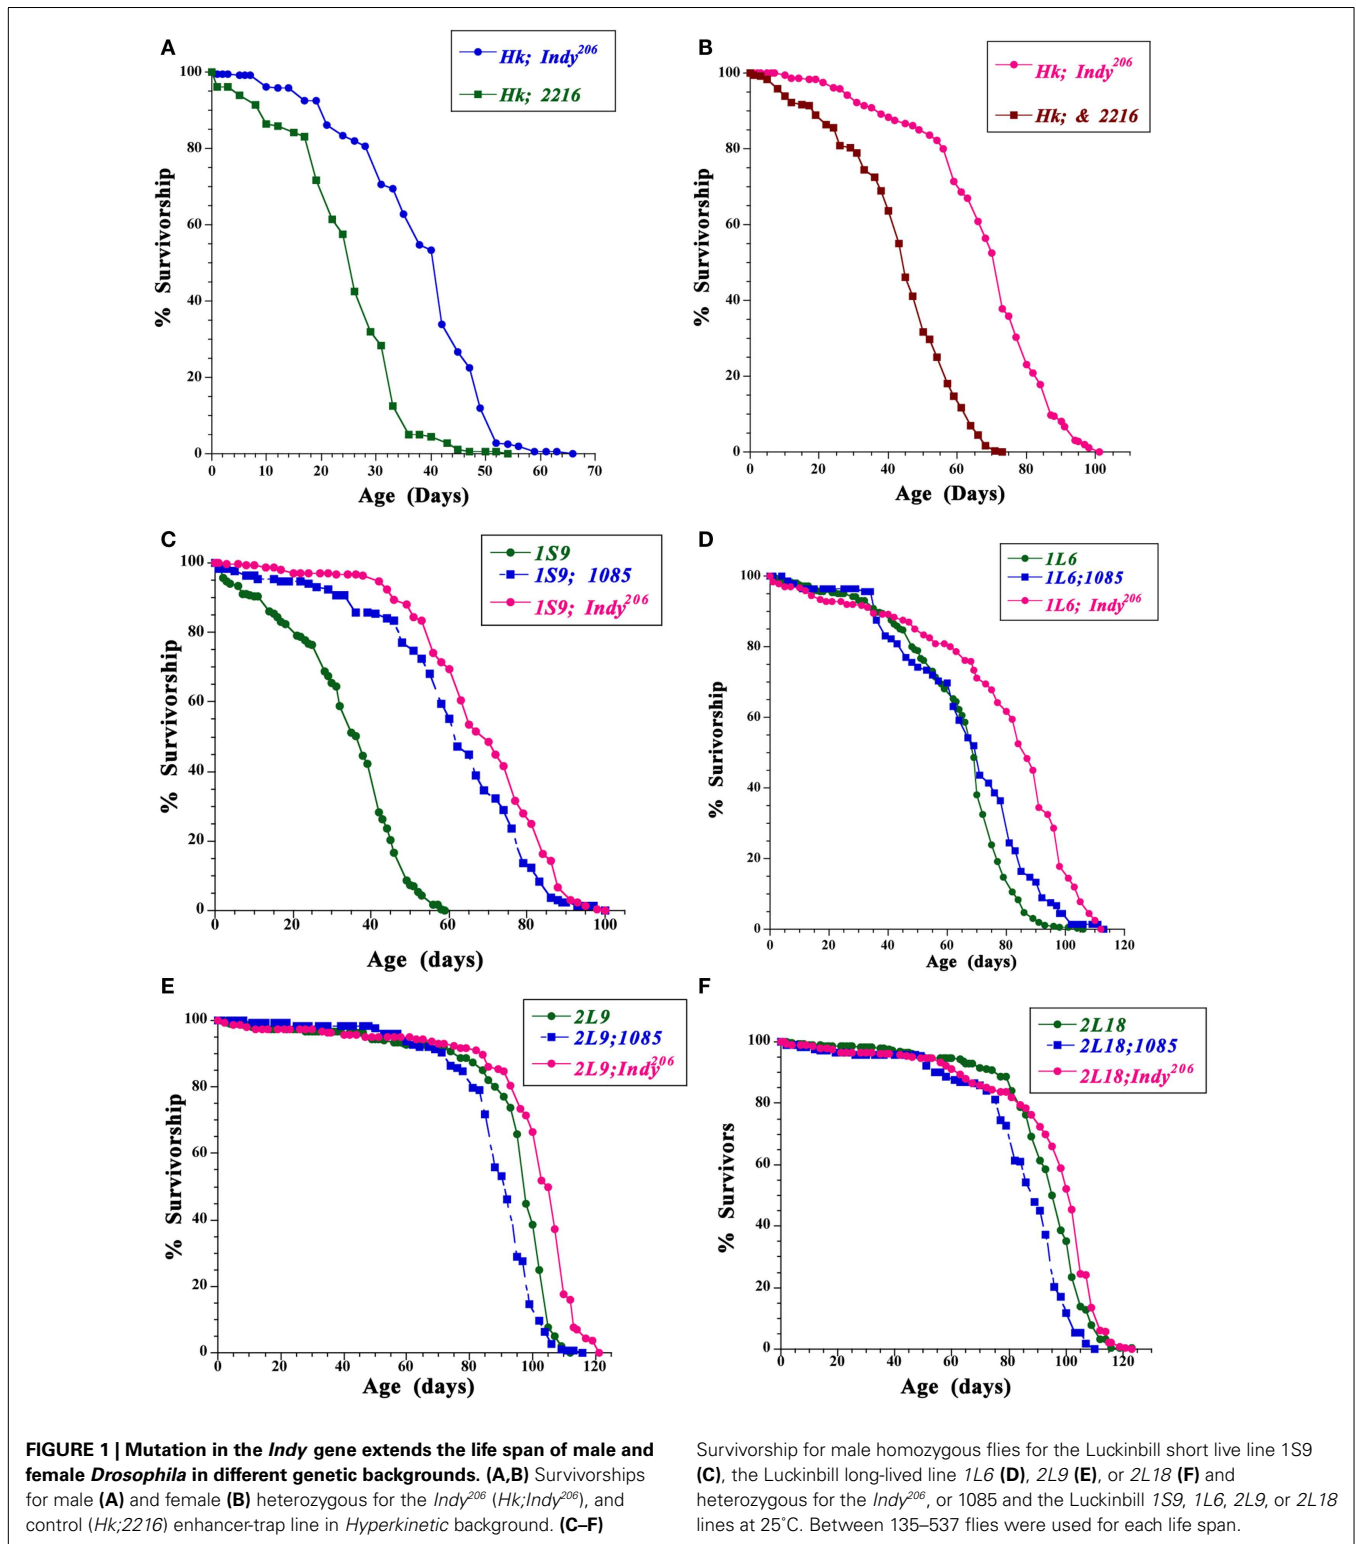 A
Hk; Indy206
Hk; 2216
% Survivorship
100
80
60
40
20
0
0 10 20 30 40 50 60 70
Age (Days)
B
Hk; Indy206
Hk; & 2216
% Survivorship
100
80
60
40
20
0
0 20 40 60 80 100
Age (Days)
C
1S9
1S9; 1085
1S9; Indy206
% Survivorship
100
80
60
40
20
0
0 20 40 60 80 100
Age (days)
D
1L6
1L6;1085
1L6; Indy206
% Surivorship
100
80
60
40
20
0
0 20 40 60 80 100 120
Age (days)
E
2L9
2L9;1085
2L9;Indy206
% Survivorship
100
80
60
40
20
0
0 20 40 60 80 100 120
Age (days)
F
2L18
2L18;1085
2L18;Indy206
% Survivors
100
80
60
40
20
0
0 20 40 60 80 100 120
Age (days)
FIGURE 1 | Mutation in the Indy gene extends the life span of male and
female Drosophila in different genetic backgrounds. (A,B) Survivorships
for male (A) and female (B) heterozygous for the Indy206 (Hk;Indy206), and
control (Hk;2216) enhancer-trap line in Hyperkinetic background. (C–F)
Survivorship for male homozygous flies for the Luckinbill short live line 1S9
(C), the Luckinbill long-lived line 1L6 (D), 2L9 (E), or 2L18 (F) and
heterozygous for the Indy206, or 1085 and the Luckinbill 1S9, 1L6, 2L9, or 2L18
lines at 25˚C. Between 135–537 flies were used for each life span.